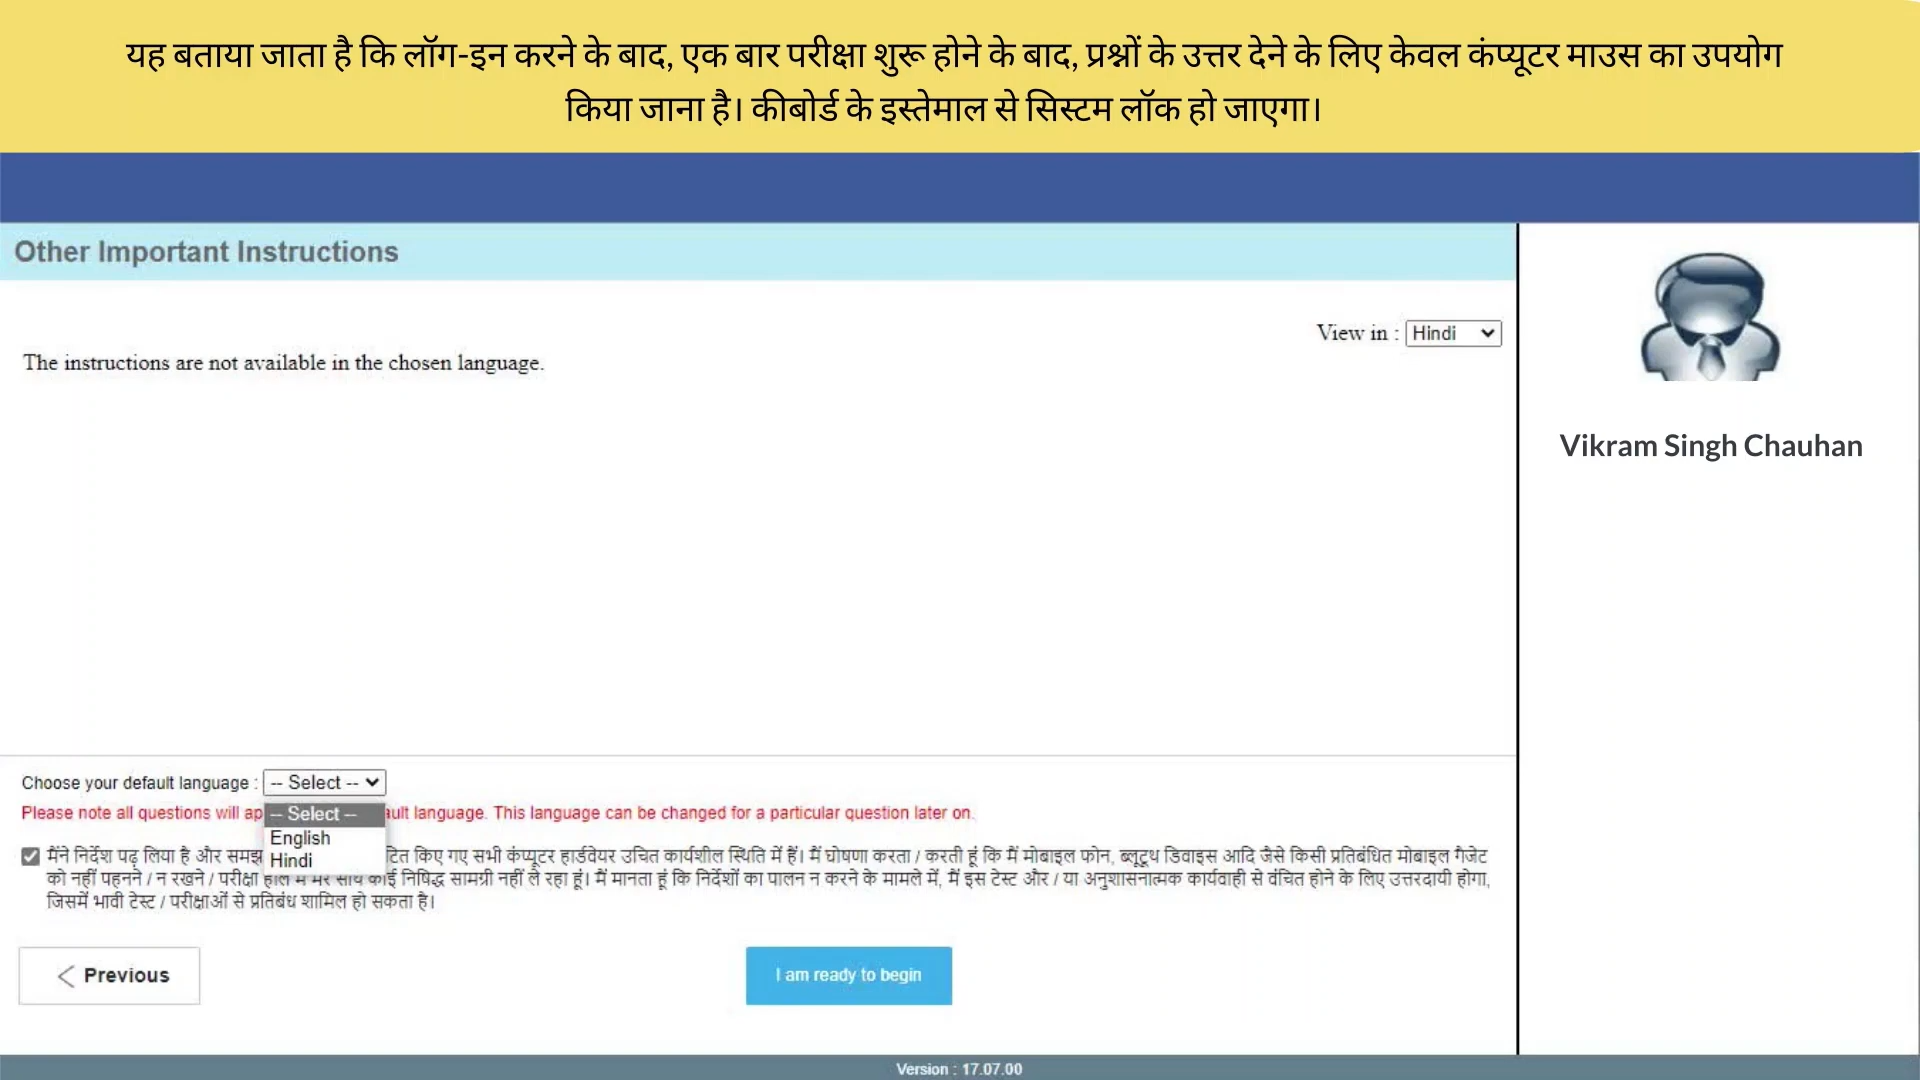 यह बताया जाता है कि लॉग-इन करने के बाद, एक बार परीक्षा शुरू होने के बाद, प्रश्नों के उत्तर देने के लिए केवल कंप्यूटर माउस का उपयोग
किया जाना है। कीबोर्ड के इस्तेमाल से सिस्टम लॉक हो जाएगा।
Other Important Instructions
View in : Hindi
The instructions are not available in the chosen language.
Vikram Singh Chauhan
Choose your default language : -- Select --
Please note all questions will ap -- Select -- ault language. This language can be changed for a particular question later on.
English
Hindi
मैंने निर्देश पढ़ लिया है और समझ टित किए गए सभी कंप्यूटर हार्डवेयर उचित कार्यशील स्थिति में हैं। मैं घोषणा करता / करती हूं कि मैं मोबाइल फोन, ब्लूटूथ डिवाइस आदि जैसे किसी प्रतिबंधित मोबाइल गैजेट
को नहीं पहनने / न रखने / परीक्षा हॉल में मेरे साथ कोई निषिद्ध सामग्री नहीं ले रहा हूं। मैं मानता हूं कि निर्देशों का पालन न करने के मामले में, मैं इस टेस्ट और / या अनुशासनात्मक कार्यवाही से वंचित होने के लिए उत्तरदायी होगा,
जिसमें भावी टेस्ट / परीक्षाओं से प्रतिबंध शामिल हो सकता है।
Previous
I am ready to begin
Version : 17.07.00